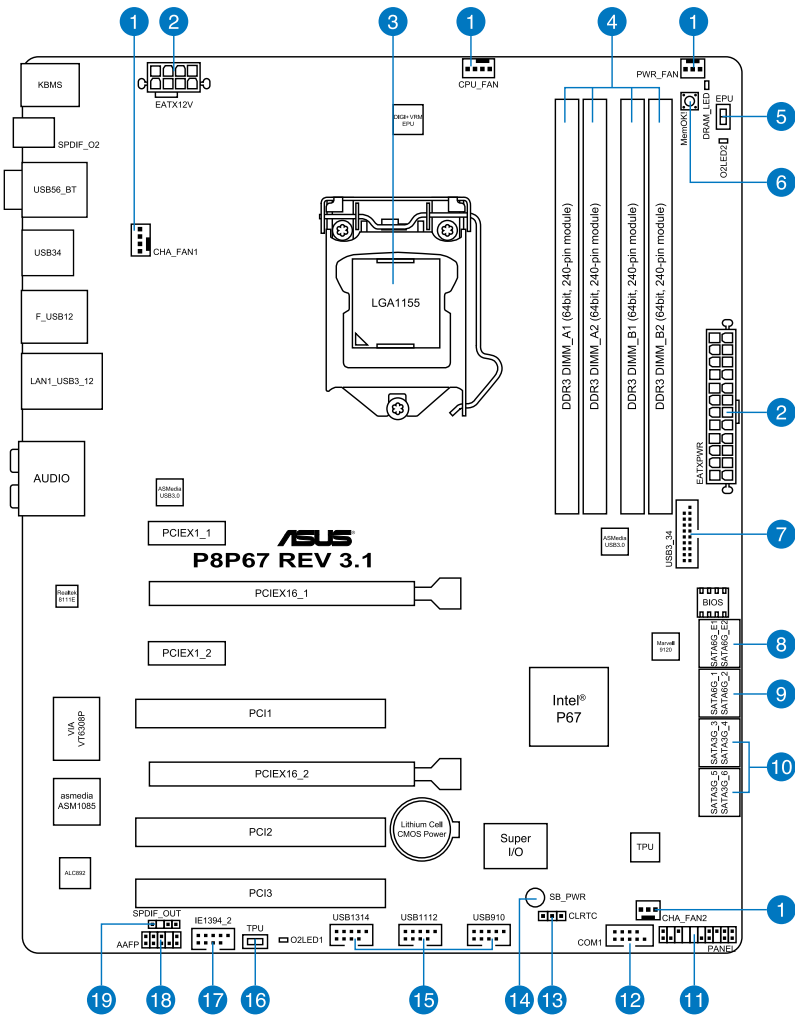 1
2
3
1
4
1
KBMS
EATX12V
CPU_FAN
PWR_FAN
DRAM_LED
EPU
5
MemOK!
O2LED2
6
SPDIF_O2
DIGI+ VRM
EPU
USB56_BT
CHA_FAN1
USB34
F_USB12
LAN1_USB3_12
AUDIO
LGA1155
DDR3 DIMM_A1 (64bit, 240-pin module)
DDR3 DIMM_A2 (64bit, 240-pin module)
DDR3 DIMM_B1 (64bit, 240-pin module)
DDR3 DIMM_B2 (64bit, 240-pin module)
2
EATXPWR
ASMedia
USB3.0
PCIEX1_1
ASUS
P8P67 REV 3.1
ASMedia
USB3.0
USB3_34
7
Realtek
8111E
PCIEX16_1
BIOS
PCIEX1_2
Marvell
9120
SATA6G_E1
SATA6G_E2
8
SATA6G_1
SATA6G_2
9
VIA
VT6308P
PCI1
Intel®
P67
SATA3G_3
SATA3G_4
10
SATA3G_5
SATA3G_6
PCIEX16_2
asmedia
ASM1085
Lithium Cell
CMOS Power
PCI2
Super
I/O
TPU
ALC892
PCI3
SB_PWR
CLRTC
CHA_FAN2
1
SPDIF_OUT
AAFP
IE1394_2
TPU
O2LED1
USB1314
USB1112
USB910
COM1
PANEL
19
18
17
16
15
14
13
12
11